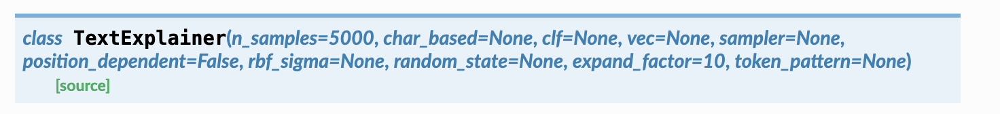 class TextExplainer(n_samples=5000, char_based=None, clf=None, vec=None, sampler=None,
position_dependent=False, rbf_sigma=None, random_state=None, expand_factor=10, token_pattern=None)
[source]